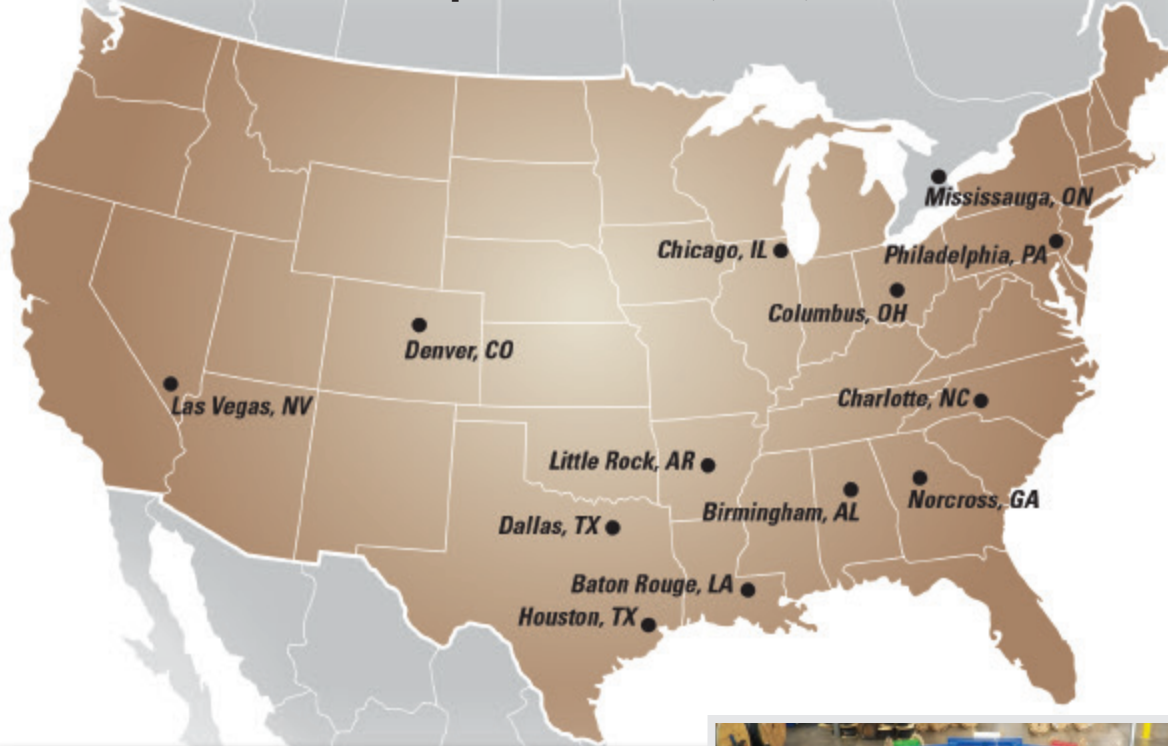 Mississauga, ON
Chicago, IL
Philadelphia, PA
Columbus, OH
Denver, CO
Las Vegas, NV
Charlotte, NC
Little Rock, AR
Norcross, GA
Birmingham, AL
Dallas, TX
Baton Rouge, LA
Houston, TX